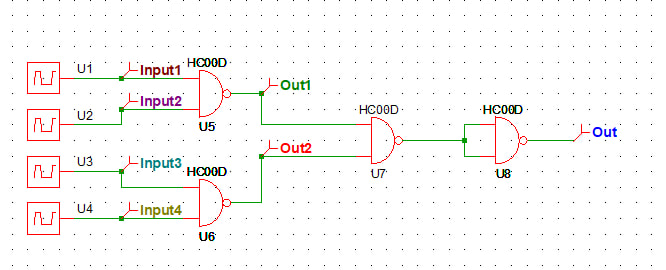 U1
Input1
HC00D
Out1
Input2
U2
U5
HC00D
HC00D
Out
U3
Input3
HC00D
Out2
U7
U8
U4
Input4
U6